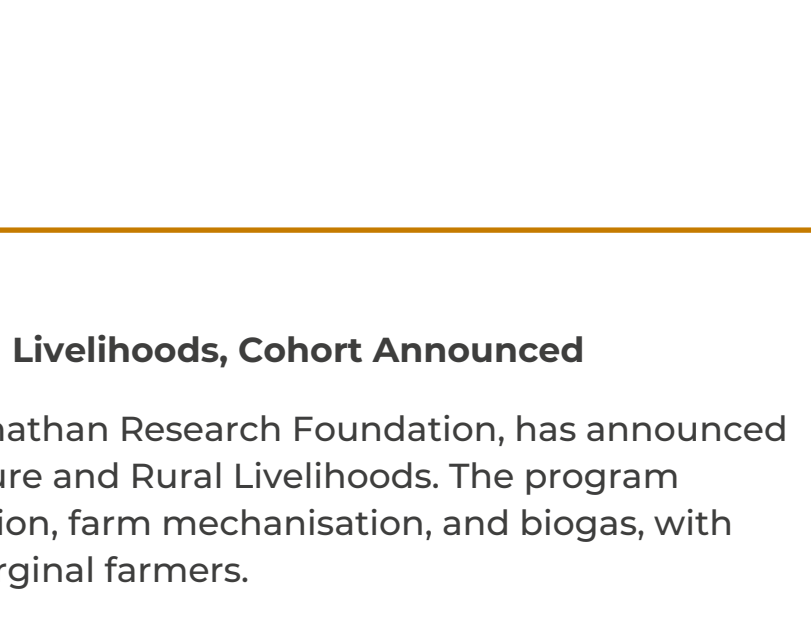 Livelihoods, Cohort Announced
nathan Research Foundation, has announced
ure and Rural Livelihoods. The program
ion, farm mechanisation, and biogas, with
rginal farmers.